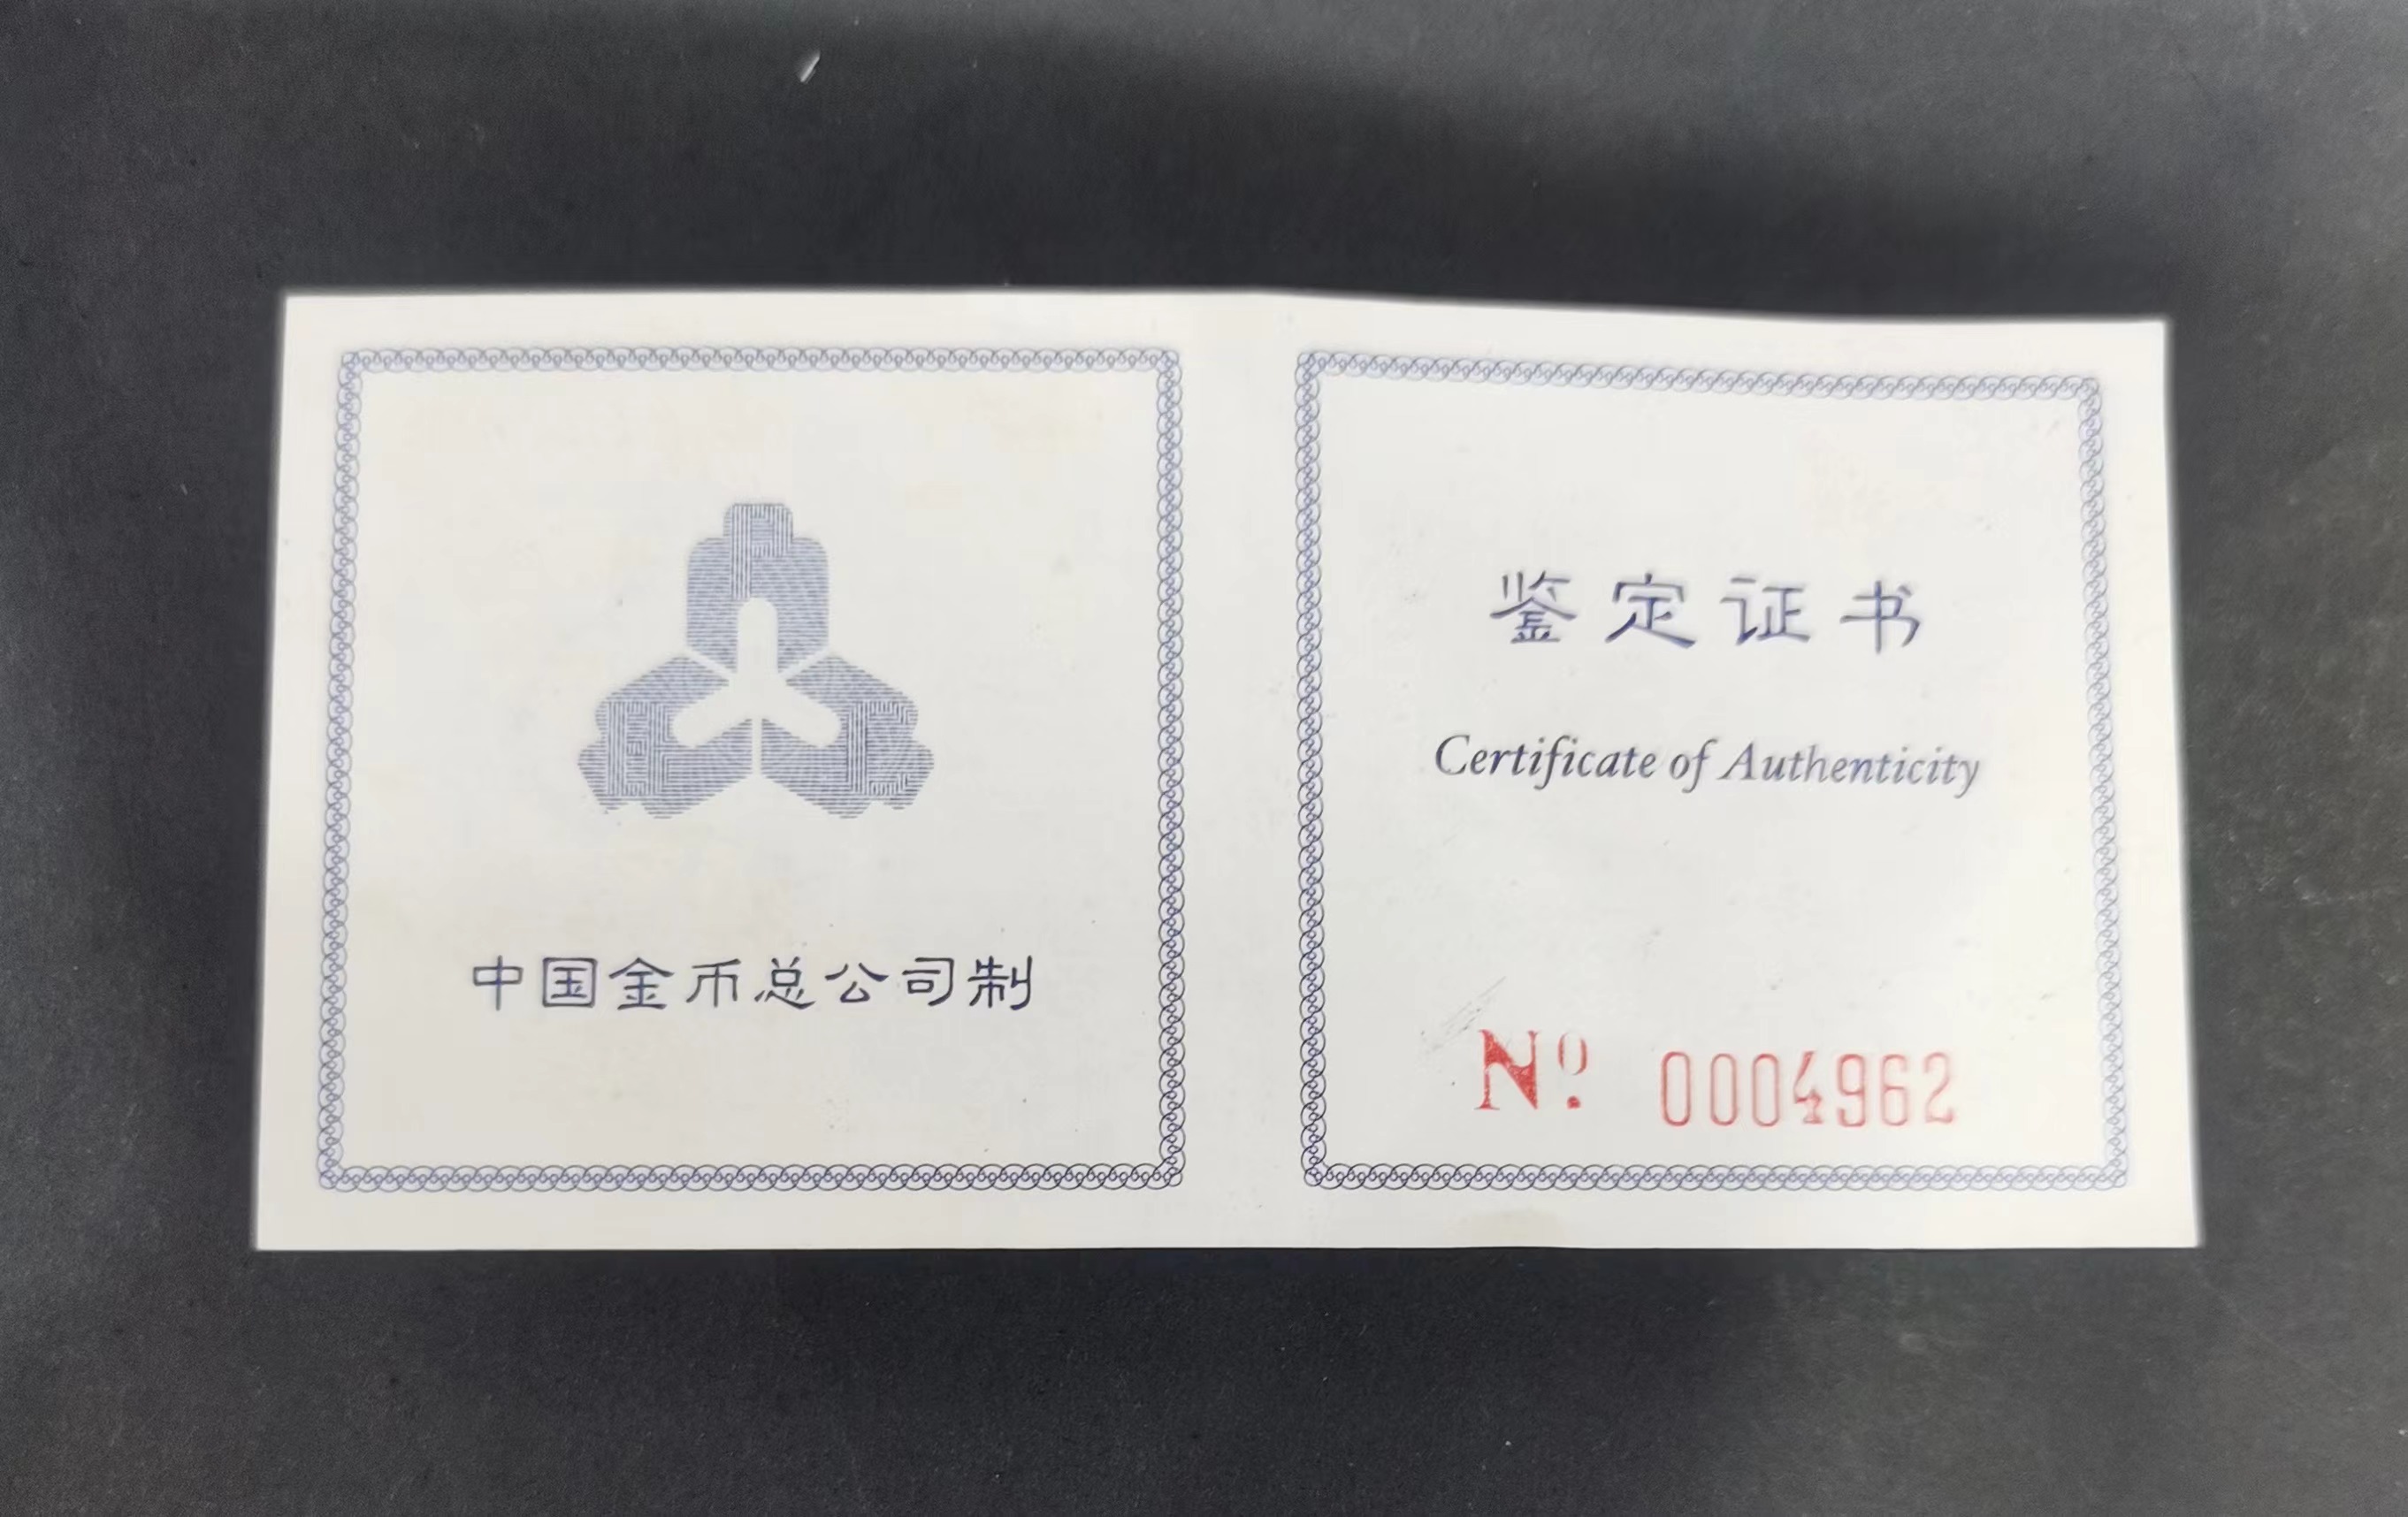 中国金币总公司制
鉴定证书
Certificate of Authenticity
Nº 0004962